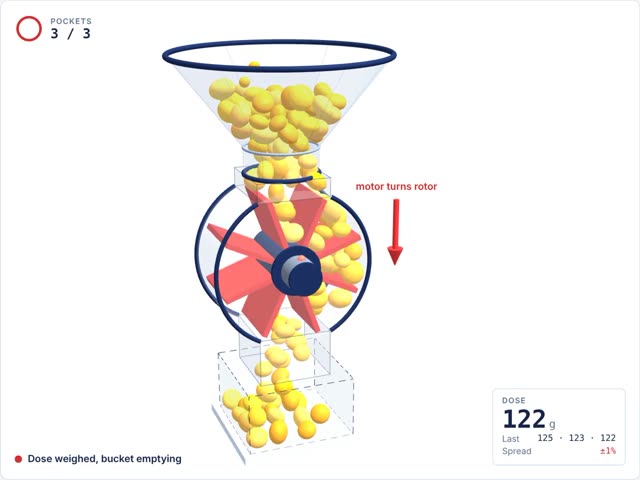 POCKETS
3 / 3
motor turns rotor
DOSE
122 g
Last 125 · 123 · 122
Spread ±1%
Dose weighed, bucket emptying